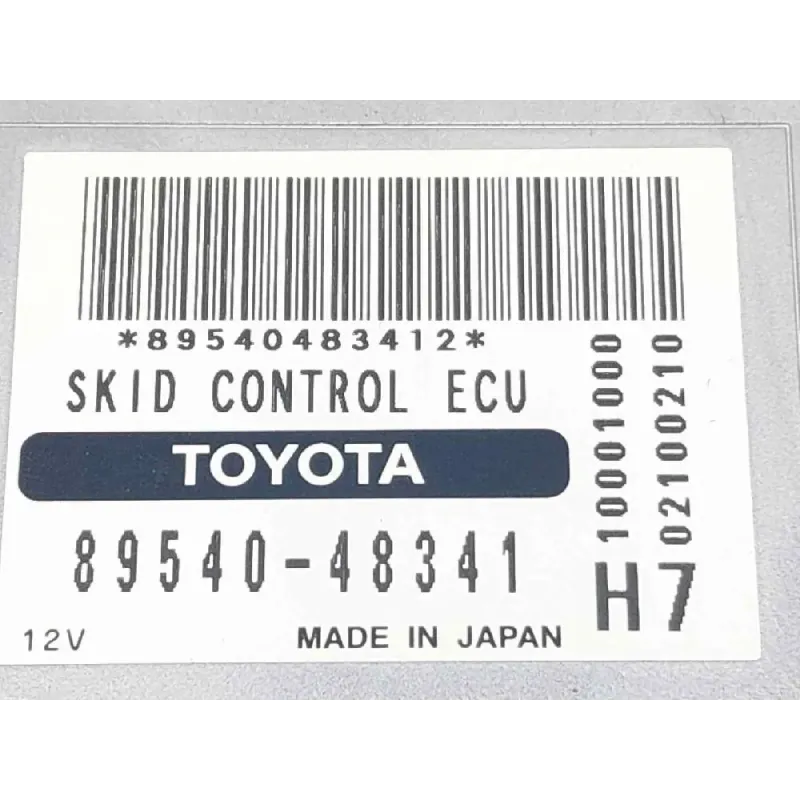 *89540483412*
SKID CONTROL ECU
TOYOTA
89540-48341
12V
MADE IN JAPAN
10001000
02100210
H7